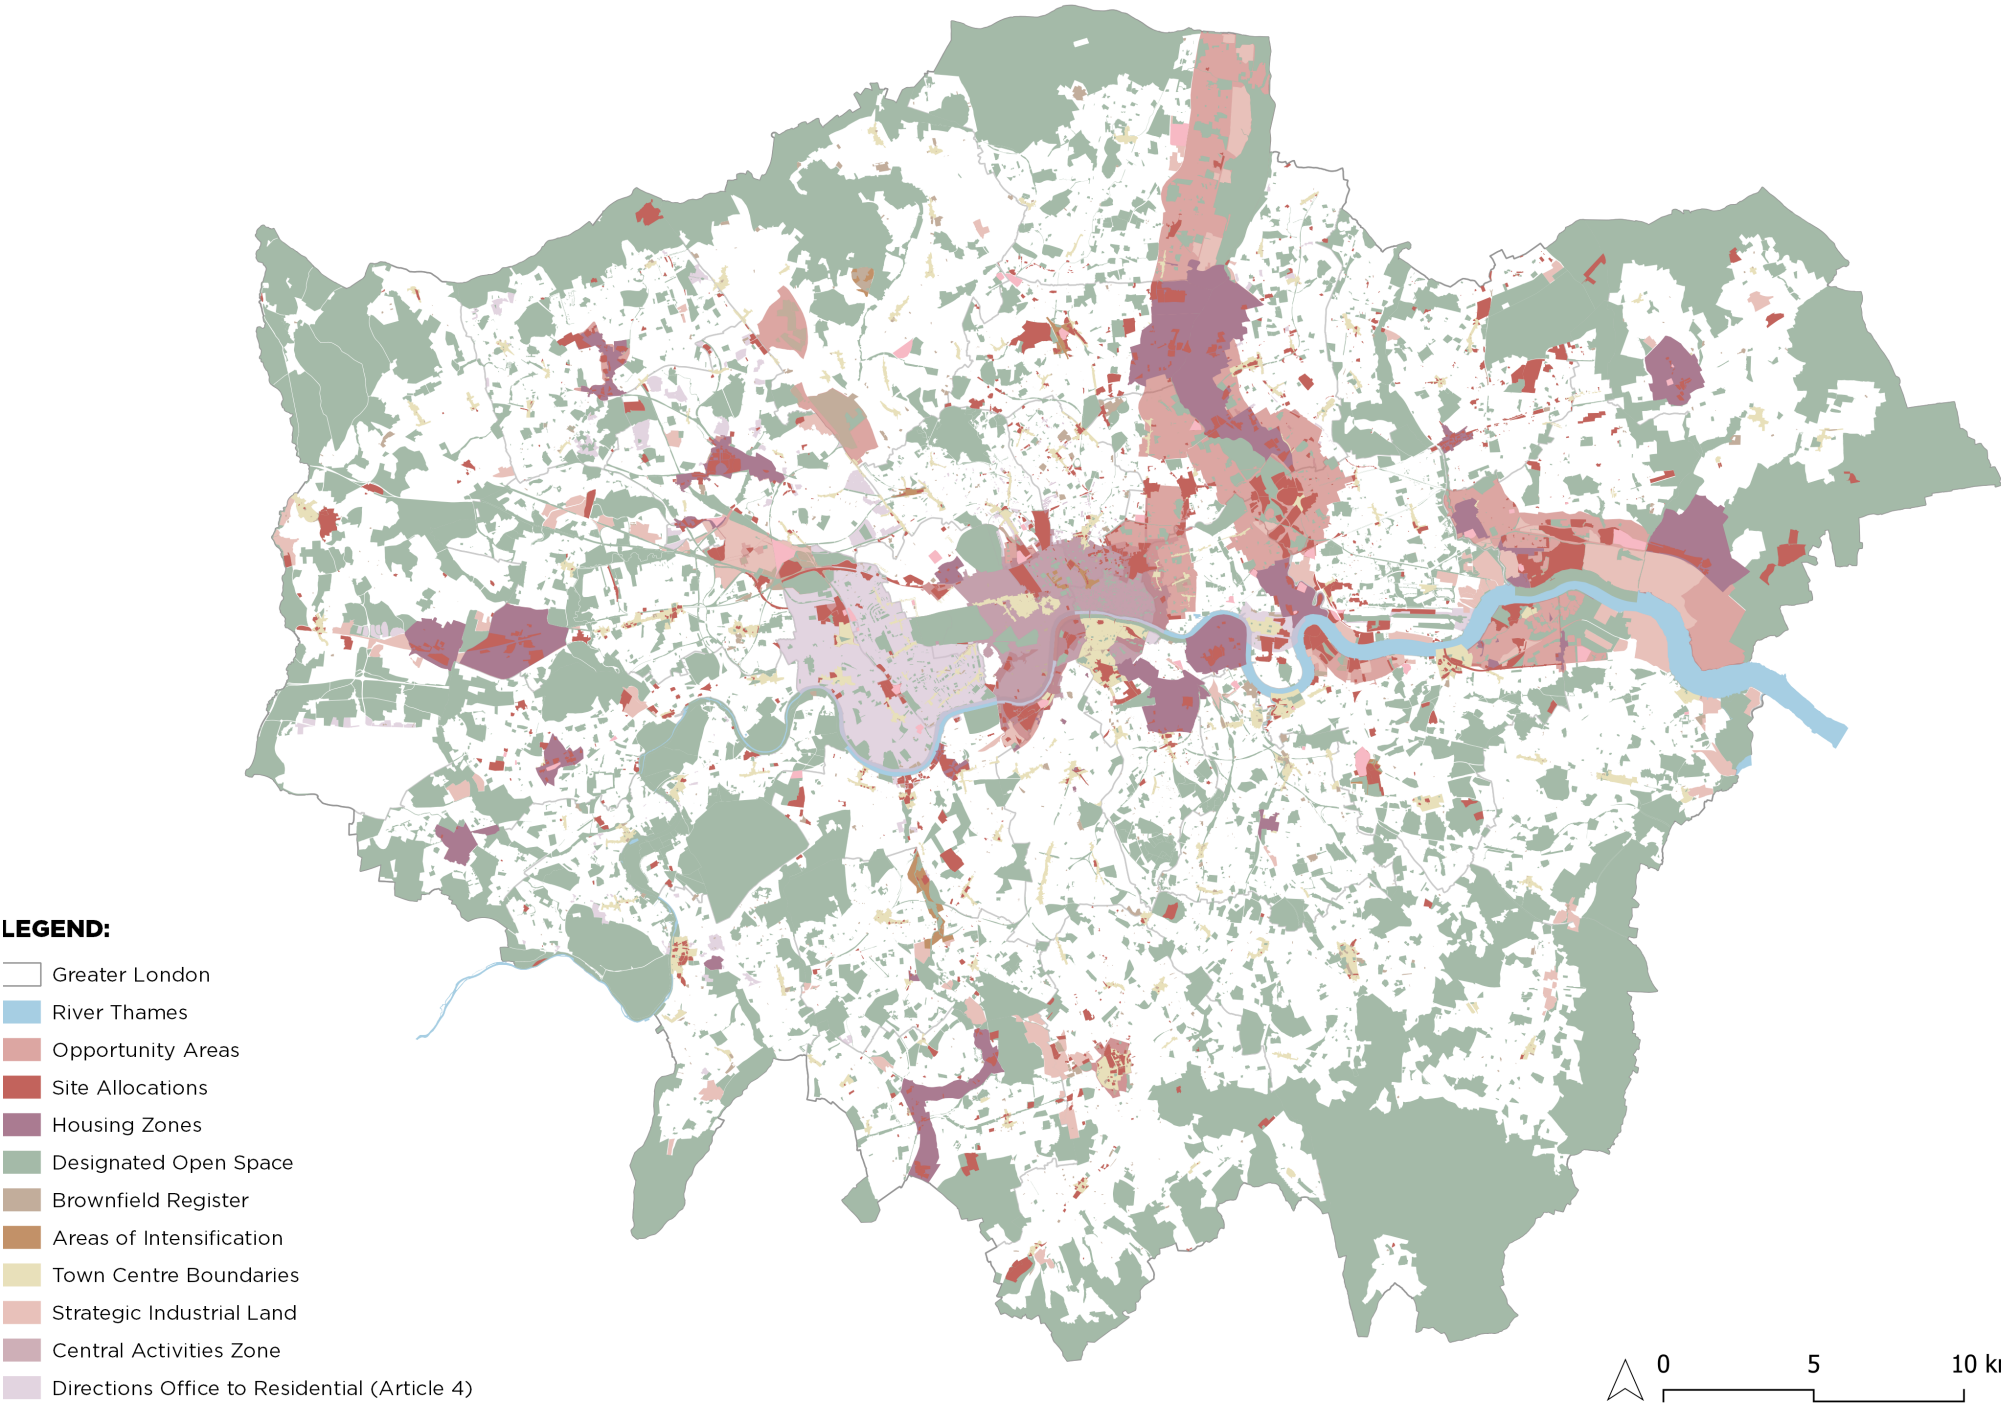 LEGEND:
Greater London
River Thames
Opportunity Areas
Site Allocations
Housing Zones
Designated Open Space
Brownfield Register
Areas of Intensification
Town Centre Boundaries
Strategic Industrial Land
Central Activities Zone
Directions Office to Residential (Article 4)
0 5 10 k